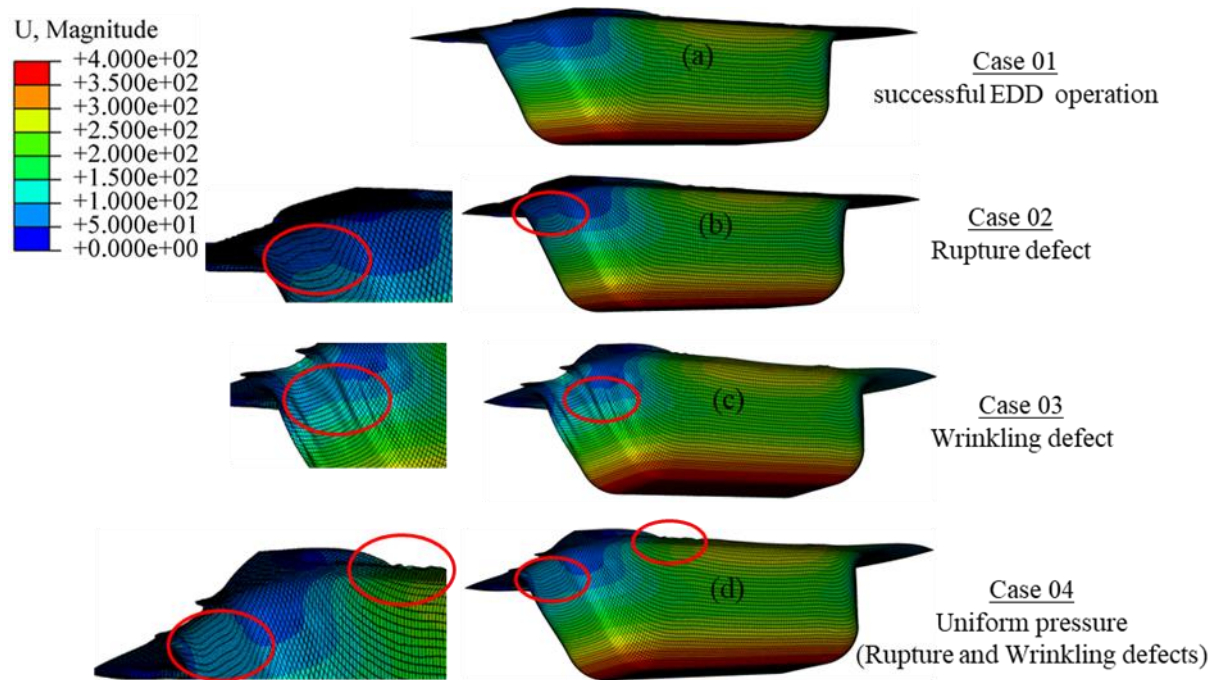 U, Magnitude
+4.000e+02
+3.500e+02
+3.000e+02
+2.500e+02
+2.000e+02
+1.500e+02
+1.000e+02
+5.000e+01
+0.000e+00
(a)
Case 01
successful EDD operation
(b)
Case 02
Rupture defect
(c)
Case 03
Wrinkling defect
(d)
Case 04
Uniform pressure
(Rupture and Wrinkling defects)